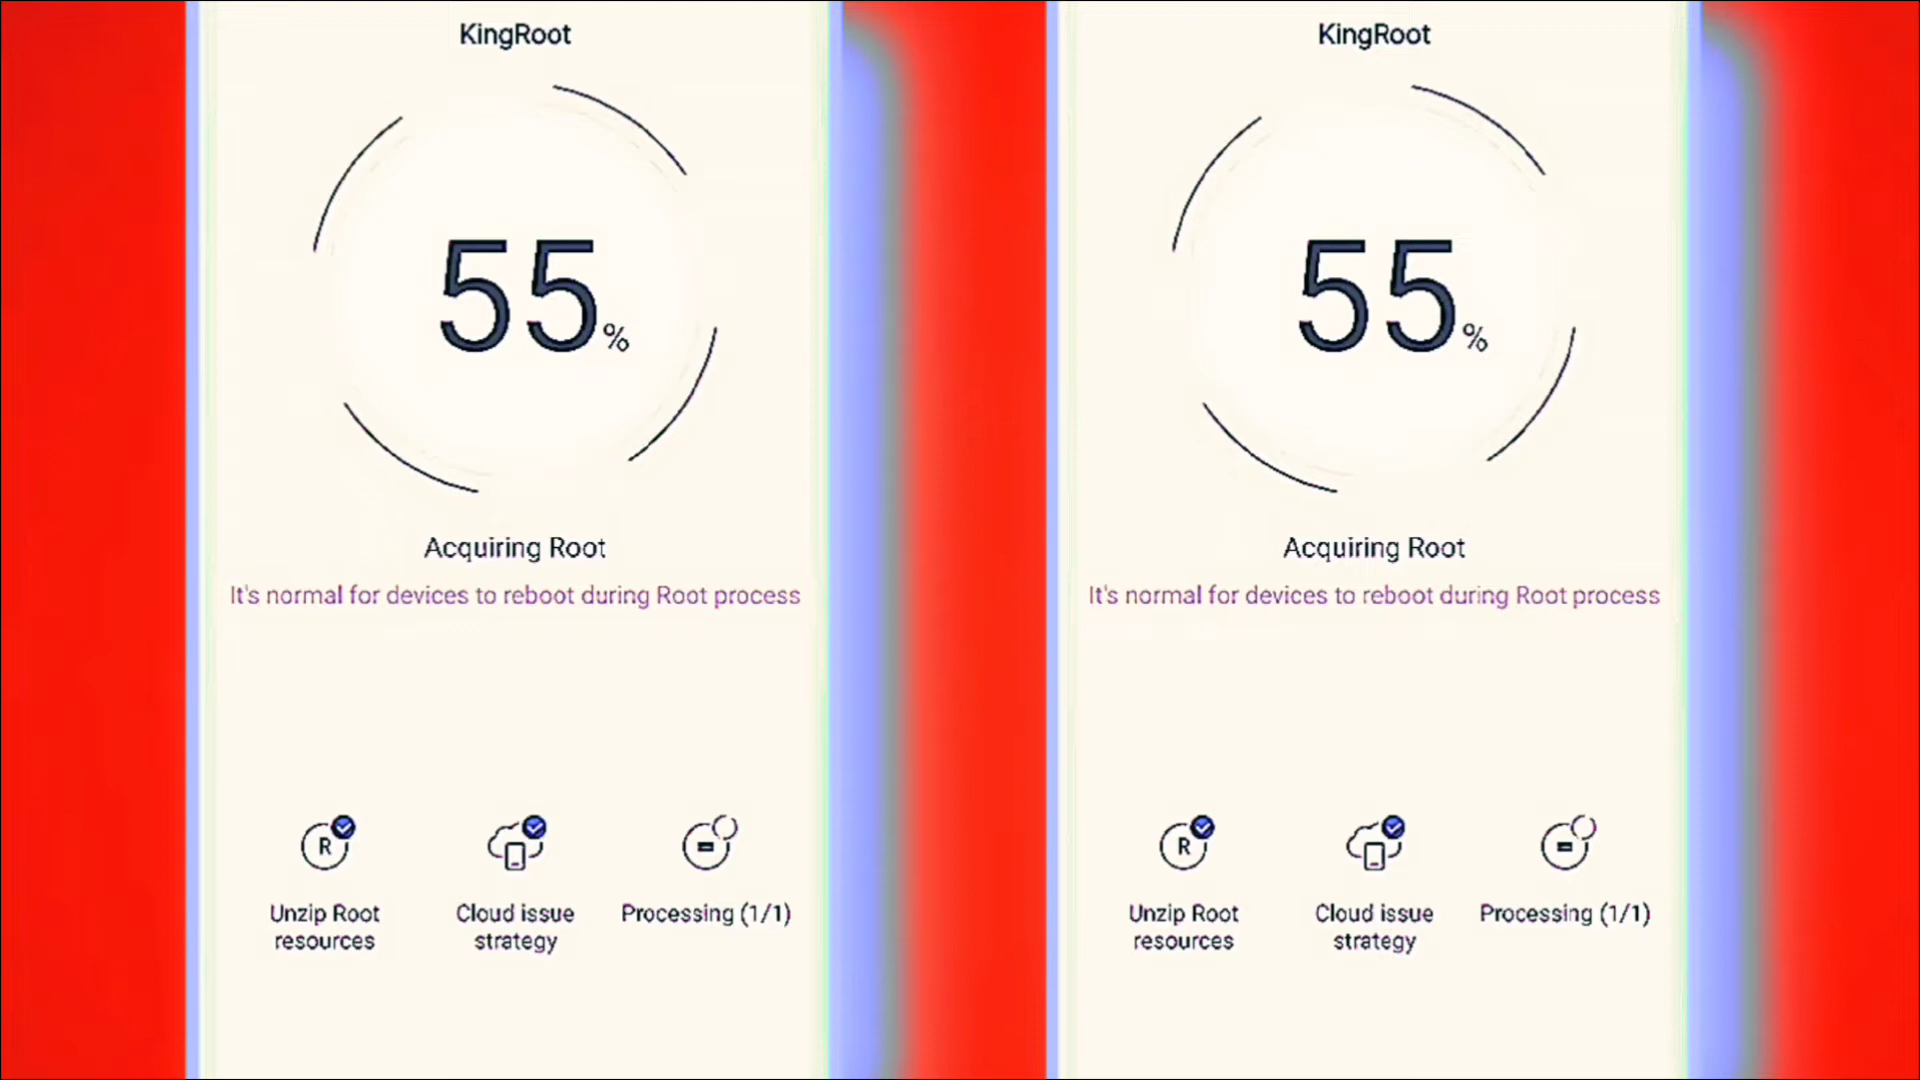 KingRoot
55%
Acquiring Root
It's normal for devices to reboot during Root process
R
Unzip Root
resources
Cloud issue
strategy
Processing (1/1)
KingRoot
55%
Acquiring Root
It's normal for devices to reboot during Root process
R
Unzip Root
resources
Cloud issue
strategy
Processing (1/1)